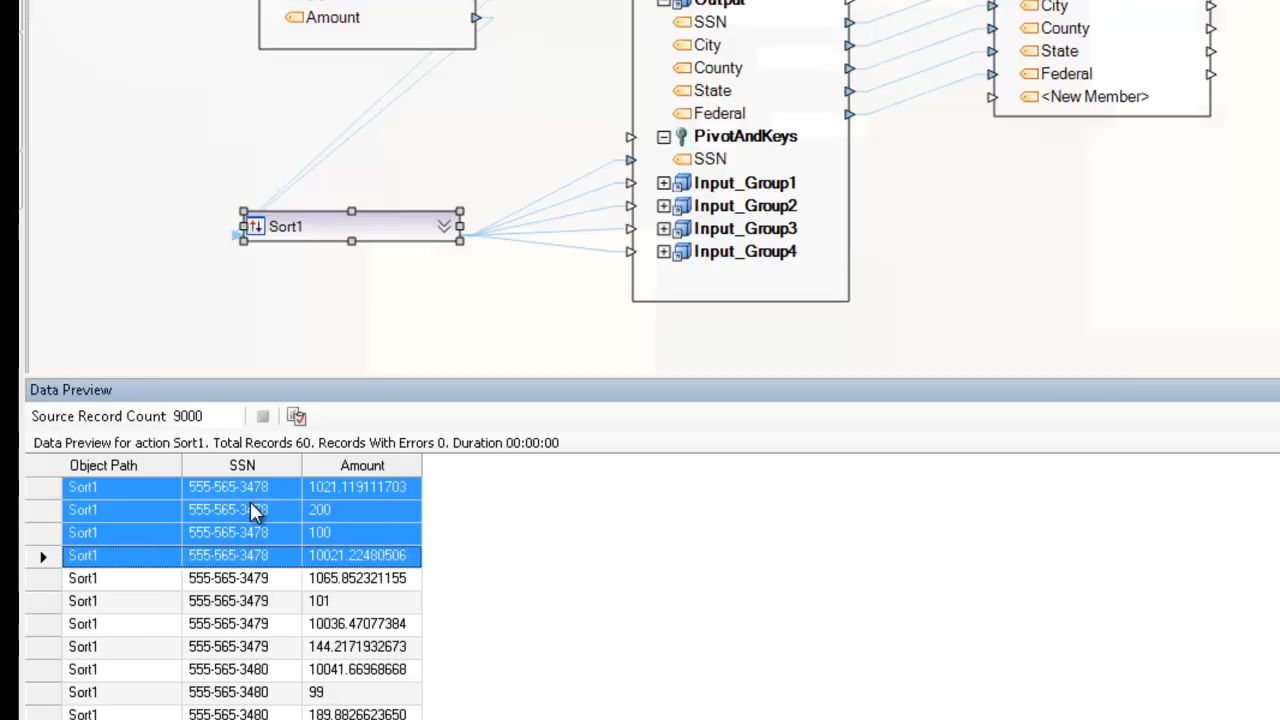 Amount
Output
SSN
City
County
State
Federal
PivotAndKeys
SSN
Input_Group1
Input_Group2
Input_Group3
Input_Group4
City
County
State
Federal
<New Member>
Sort1
Data Preview
Source Record Count 9000
Data Preview for action Sort1. Total Records 60. Records With Errors 0. Duration 00:00:00
Object Path SSN Amount
Sort1 555-565-3478 1021.119111703
Sort1 555-565-3478 200
Sort1 555-565-3478 100
Sort1 555-565-3478 10021.22480506
Sort1 555-565-3479 1065.852321155
Sort1 555-565-3479 101
Sort1 555-565-3479 10036.47077384
Sort1 555-565-3479 144.2171932673
Sort1 555-565-3480 10041.66968668
Sort1 555-565-3480 99
Sort1 555-565-3480 189.8826623650